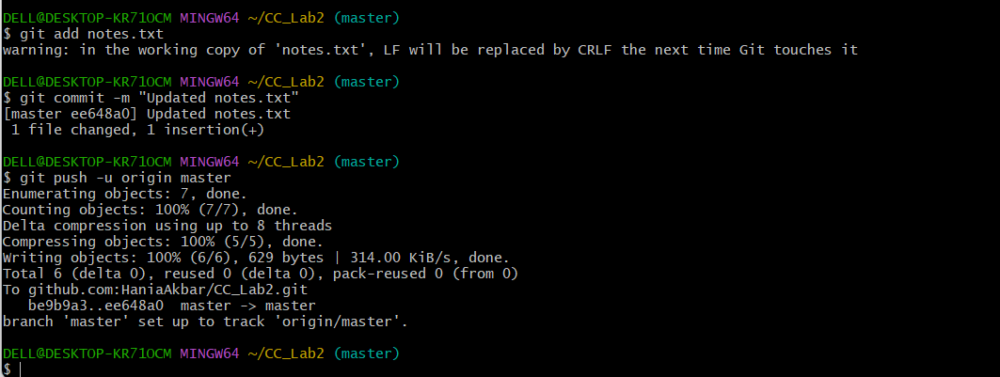 DELL@DESKTOP-KR71OCM MINGW64 ~/CC_Lab2 (master)
$ git add notes.txt
warning: in the working copy of 'notes.txt', LF will be replaced by CRLF the next time Git touches it
DELL@DESKTOP-KR71OCM MINGW64 ~/CC_Lab2 (master)
$ git commit -m "Updated notes.txt"
[master ee648a0] Updated notes.txt
 1 file changed, 1 insertion(+)
DELL@DESKTOP-KR71OCM MINGW64 ~/CC_Lab2 (master)
$ git push -u origin master
Enumerating objects: 7, done.
Counting objects: 100% (7/7), done.
Delta compression using up to 8 threads
Compressing objects: 100% (5/5), done.
Writing objects: 100% (6/6), 629 bytes | 314.00 KiB/s, done.
Total 6 (delta 0), reused 0 (delta 0), pack-reused 0 (from 0)
To github.com:HaniaAkbar/CC_Lab2.git
   be9b9a3..ee648a0  master -> master
branch 'master' set up to track 'origin/master'.
DELL@DESKTOP-KR71OCM MINGW64 ~/CC_Lab2 (master)
$